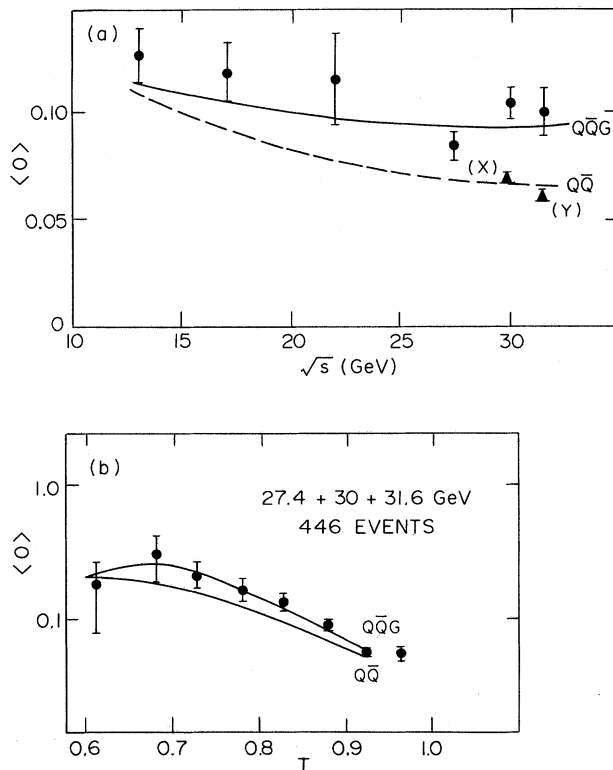 (a)
0.10
<O>
QQ̅G
(X)
QQ̅
0.05
(Y)
0
10 15 20 25 30
√s (GeV)
(b)
1.0
27.4 + 30 + 31.6 GeV
446 EVENTS
<O>
0.1
QQ̅G
QQ̅
0.6 0.7 0.8 0.9 1.0
T